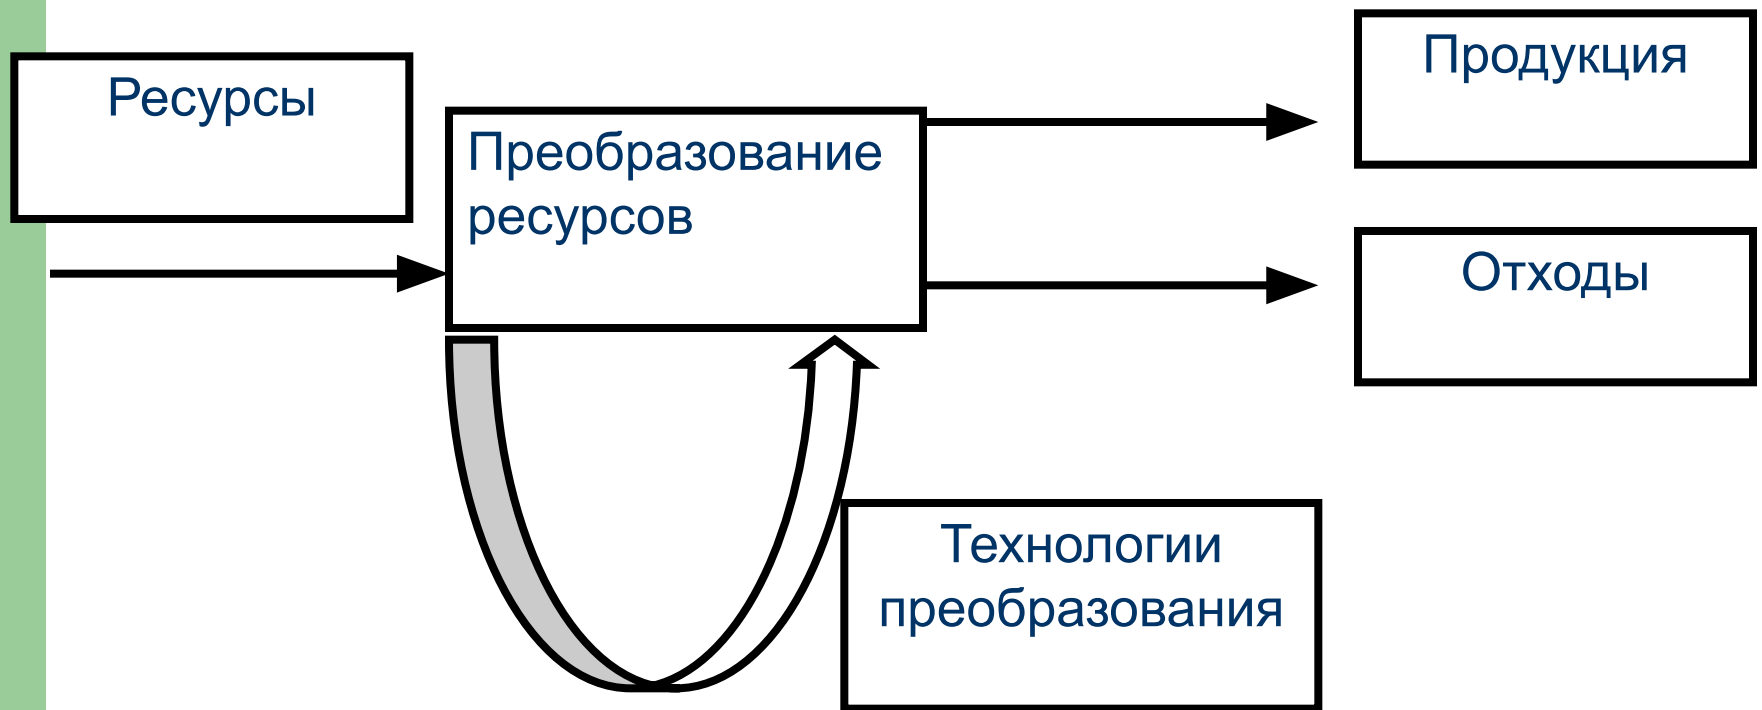 Ресурсы
Преобразование
ресурсов
Продукция
Отходы
Технологии
преобразования